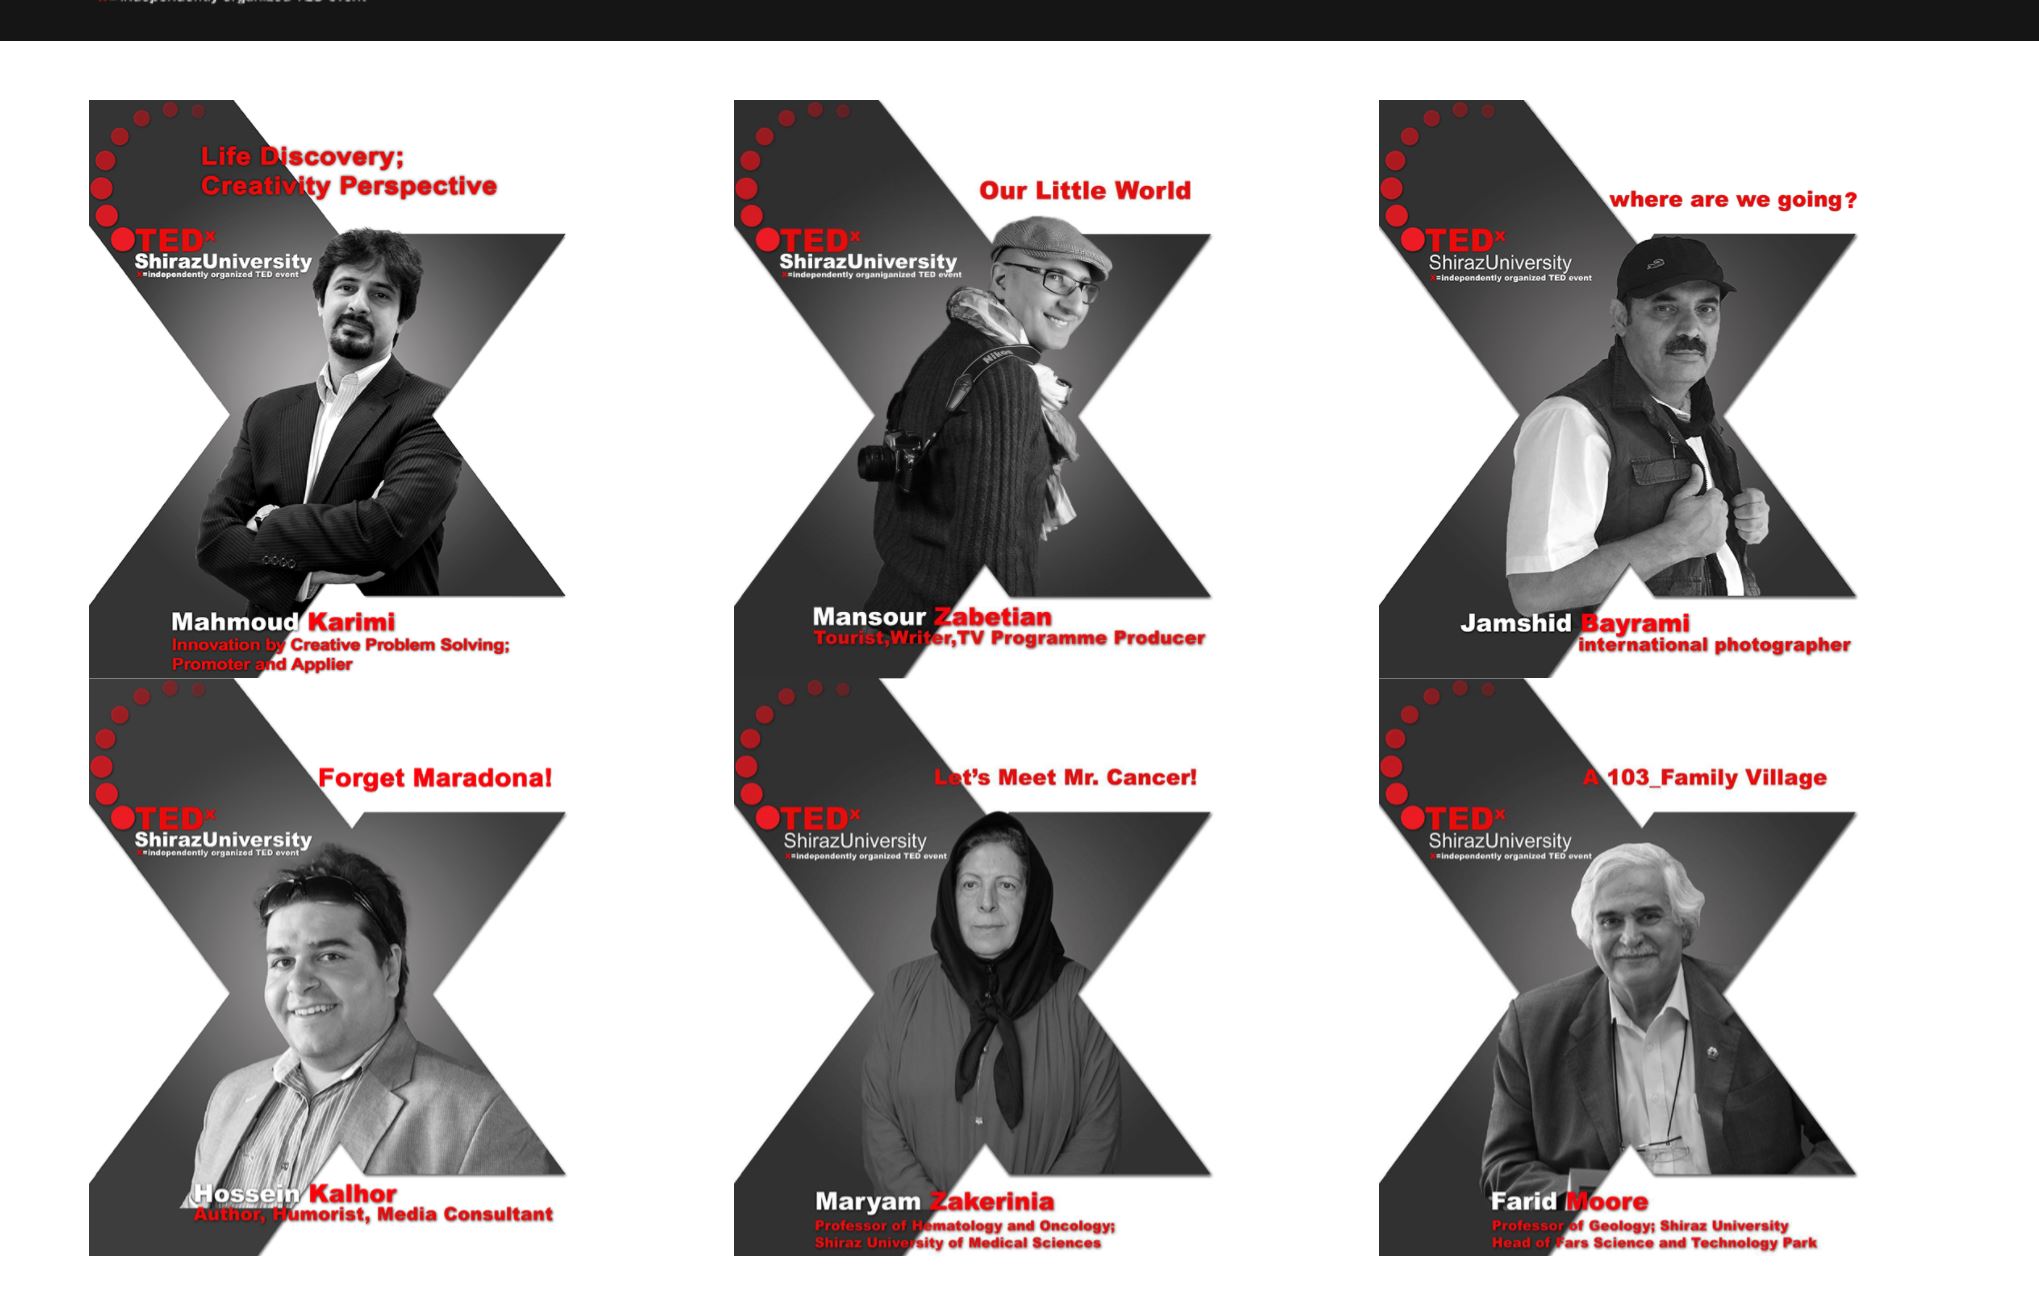 x=independently organized TED event
Life Discovery;
Creativity Perspective
TEDx
ShirazUniversity
x=independently organized TED event
Mahmoud Karimi
Innovation by Creative Problem Solving;
Promoter and Applier
Our Little World
TEDx
ShirazUniversity
x=independently organiganized TED event
Nikon
Mansour Zabetian
Tourist,Writer,TV Programme Producer
where are we going?
TEDx
ShirazUniversity
x=independently organized TED event
Jamshid Bayrami
international photographer
Forget Maradona!
TEDx
ShirazUniversity
x=independently organized TED event
Hossein Kalhor
Author, Humorist, Media Consultant
Let's Meet Mr. Cancer!
TEDx
ShirazUniversity
x=independently organized TED event
Maryam Zakerinia
Professor of Hematology and Oncology;
Shiraz University of Medical Sciences
A 103_Family Village
TEDx
ShirazUniversity
x=independently organized TED event
Farid Moore
Professor of Geology; Shiraz University
Head of Fars Science and Technology Park